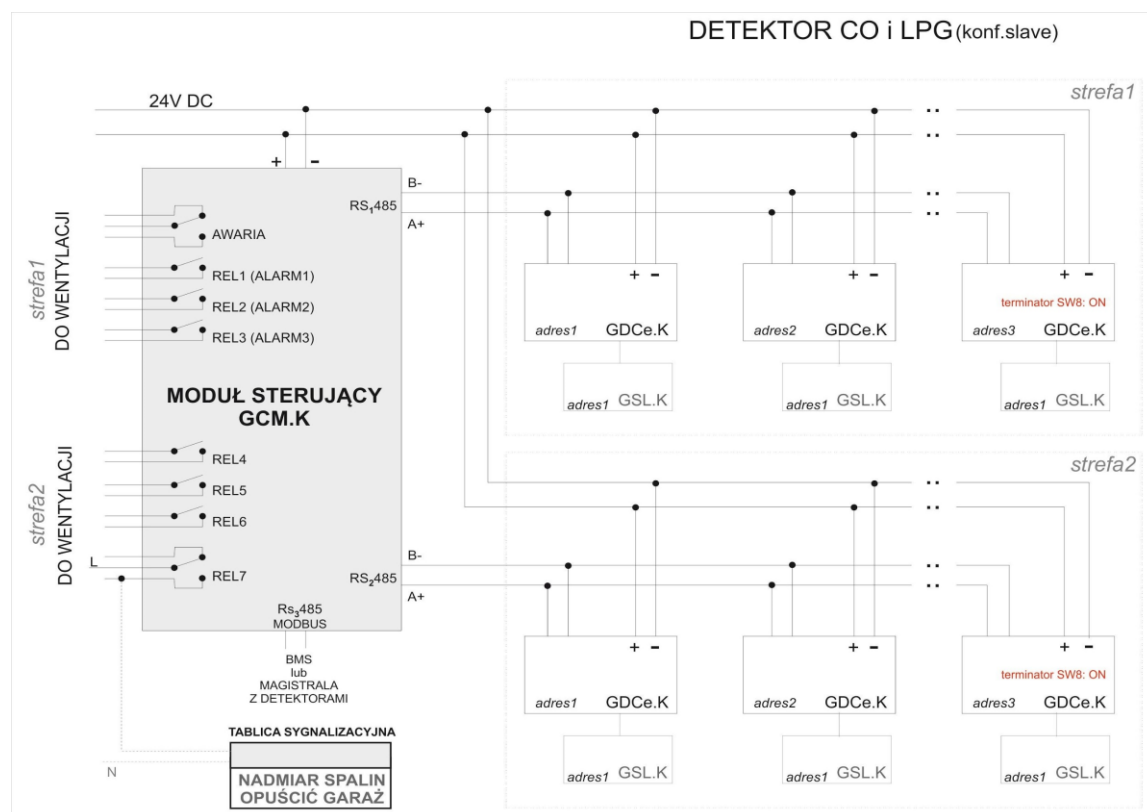 DETEKTOR CO i LPG (konf.slave)
24V DC
strefa1
+ -
B-
RS1485
A+
AWARIA
REL1 (ALARM1)
REL2 (ALARM2)
REL3 (ALARM3)
strefa1
DO WENTYLACJI
MODUŁ STERUJĄCY
GCM.K
+ -
adres1 GDCe.K
adres1 GSL.K
+ -
adres2 GDCe.K
adres1 GSL.K
+ -
terminator SW8: ON
adres3 GDCe.K
adres1 GSL.K
strefa2
REL4
REL5
REL6
L
REL7
strefa2
DO WENTYLACJI
B-
RS2485
A+
Rs3485
MODBUS
BMS
lub
MAGISTRALA
Z DETEKTORAMI
+ -
adres1 GDCe.K
adres1 GSL.K
+ -
adres2 GDCe.K
adres1 GSL.K
+ -
terminator SW8: ON
adres3 GDCe.K
adres1 GSL.K
TABLICA SYGNALIZACYJNA
N
NADMIAR SPALIN
OPUŚCIĆ GARAŻ